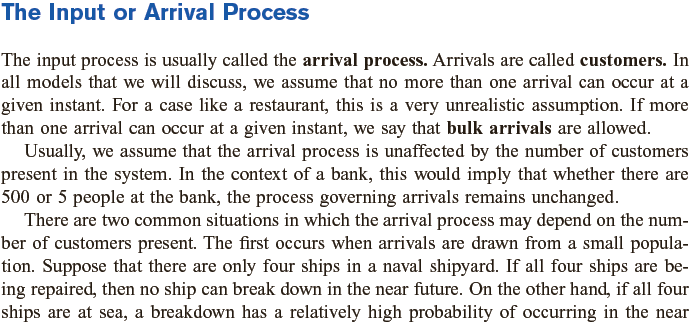 The Input or Arrival Process
The input process is usually called the arrival process. Arrivals are called customers. In
all models that we will discuss, we assume that no more than one arrival can occur at a
given instant. For a case like a restaurant, this is a very unrealistic assumption. If more
than one arrival can occur at a given instant, we say that bulk arrivals are allowed.
Usually, we assume that the arrival process is unaffected by the number of customers
present in the system. In the context of a bank, this would imply that whether there are
500 or 5 people at the bank, the process governing arrivals remains unchanged.
There are two common situations in which the arrival process may depend on the num-
ber of customers present. The first occurs when arrivals are drawn from a small popula-
tion. Suppose that there are only four ships in a naval shipyard. If all four ships are be-
ing repaired, then no ship can break down in the near future. On the other hand, if all four
ships are at sea, a breakdown has a relatively high probability of occurring in the near